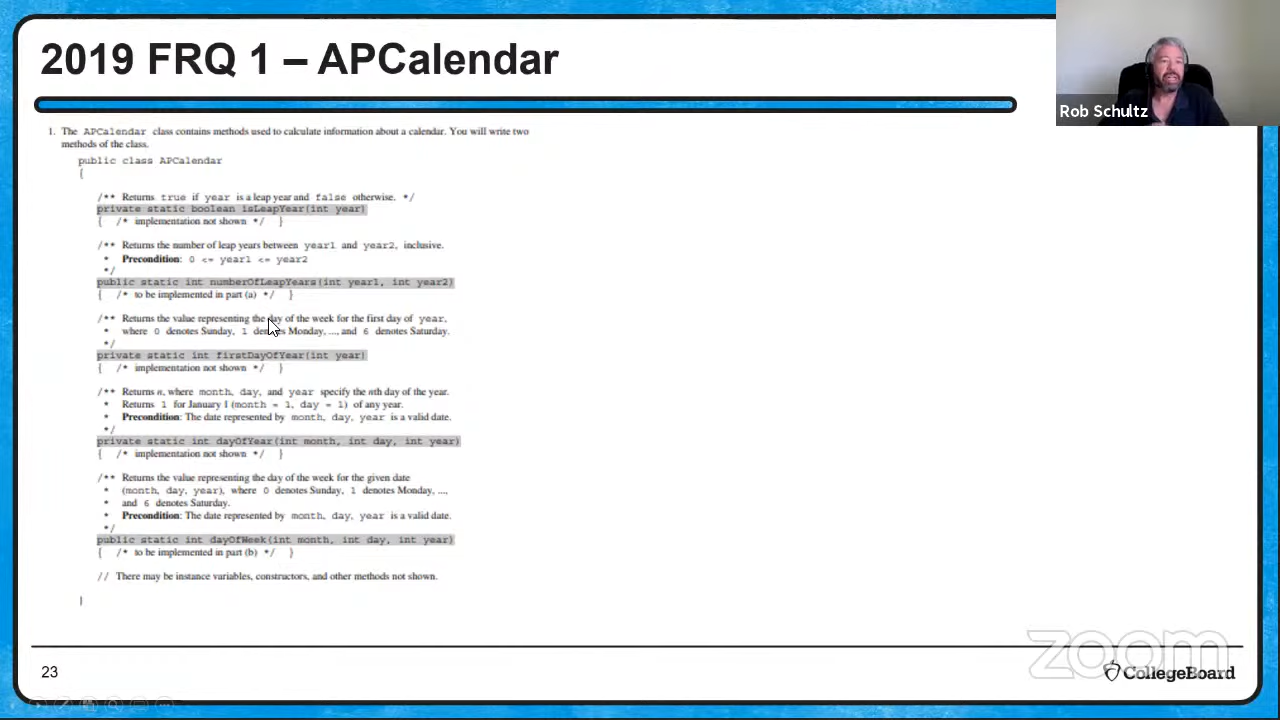 2019 FRQ 1 – APCalendar
Rob Schultz
1. The APCalendar class contains methods used to calculate information about a calendar. You will write two
methods of the class.
public class APCalendar
{
/** Returns true if year is a leap year and false otherwise. */
private static boolean isLeapYear(int year)
{ /* implementation not shown */ }
/** Returns the number of leap years between year1 and year2, inclusive.
* Precondition: 0 <= year1 <= year2
*/
public static int numberOfLeapYears(int year1, int year2)
{ /* to be implemented in part (a) */ }
/** Returns the value representing the day of the week for the first day of year,
* where 0 denotes Sunday, 1 denotes Monday, ..., and 6 denotes Saturday.
*/
private static int firstDayOfYear(int year)
{ /* implementation not shown */ }
/** Returns n, where month, day, and year specify the nth day of the year.
* Returns 1 for January 1 (month = 1, day = 1) of any year.
* Precondition: The date represented by month, day, year is a valid date.
*/
private static int dayOfYear(int month, int day, int year)
{ /* implementation not shown */ }
/** Returns the value representing the day of the week for the given date
* (month, day, year), where 0 denotes Sunday, 1 denotes Monday, ...,
* and 6 denotes Saturday.
* Precondition: The date represented by month, day, year is a valid date.
*/
public static int dayOfWeek(int month, int day, int year)
{ /* to be implemented in part (b) */ }
// There may be instance variables, constructors, and other methods not shown.
}
23
zoom
CollegeBoard